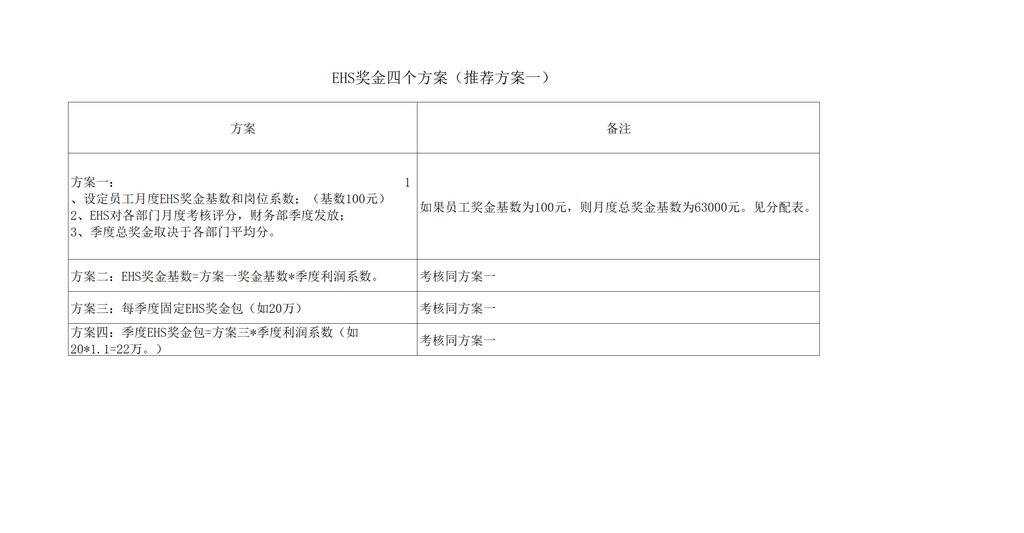 EHS奖金四个方案（推荐方案一）
方案
备注
方案一： 1
、设定员工月度EHS奖金基数和岗位系数；（基数100元）
2、EHS对各部门月度考核评分，财务部季度发放；
3、季度总奖金取决于各部门平均分。
如果员工奖金基数为100元，则月度总奖金基数为63000元。见分配表。
方案二：EHS奖金基数=方案一奖金基数*季度利润系数。
考核同方案一
方案三：每季度固定EHS奖金包（如20万）
考核同方案一
方案四：季度EHS奖金包=方案三*季度利润系数（如
20*1.1=22万。）
考核同方案一